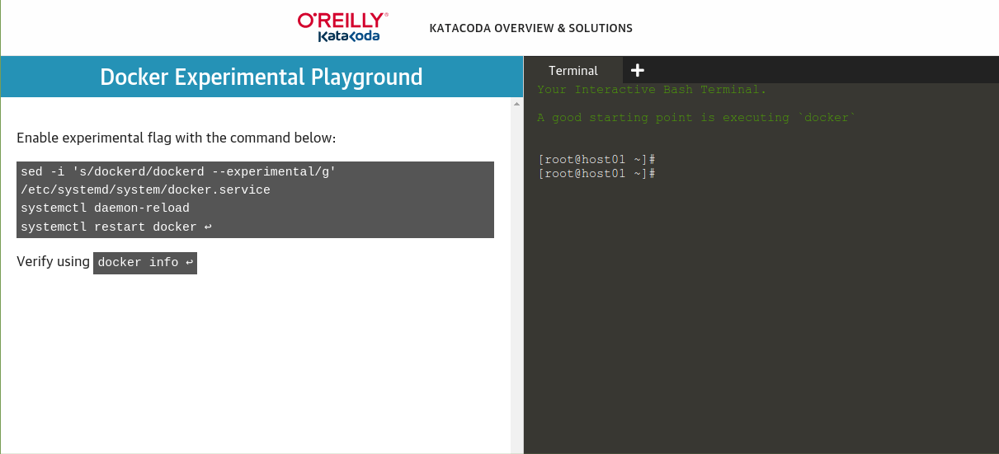 O'REILLY®
Katacoda
KATACODA OVERVIEW & SOLUTIONS
Docker Experimental Playground
Enable experimental flag with the command below:
sed -i 's/dockerd/dockerd --experimental/g'
/etc/systemd/system/docker.service
systemctl daemon-reload
systemctl restart docker ↩
Verify using docker info ↩
Terminal
Your Interactive Bash Terminal.
A good starting point is executing `docker`
[root@host01 ~]#
[root@host01 ~]#